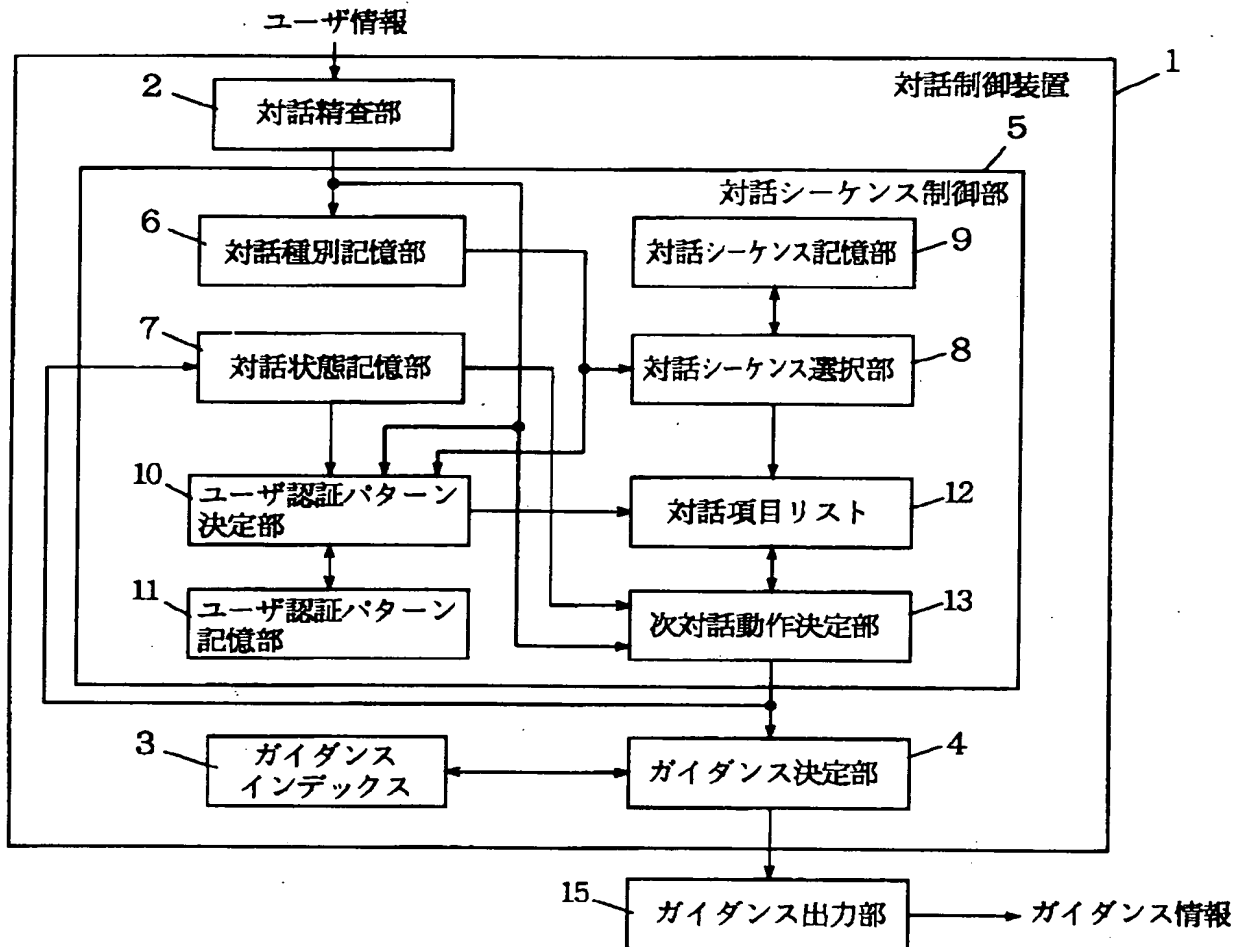 ユーザ情報
1
対話制御装置
2
対話精査部
5
対話シーケンス制御部
6
対話種別記憶部
対話シーケンス記憶部
9
7
対話状態記憶部
対話シーケンス選択部
8
10
ユーザ認証パターン
決定部
対話項目リスト
12
11
ユーザ認証パターン
記憶部
次対話動作決定部
13
3
ガイダンス
インデックス
ガイダンス決定部
4
15
ガイダンス出力部
ガイダンス情報